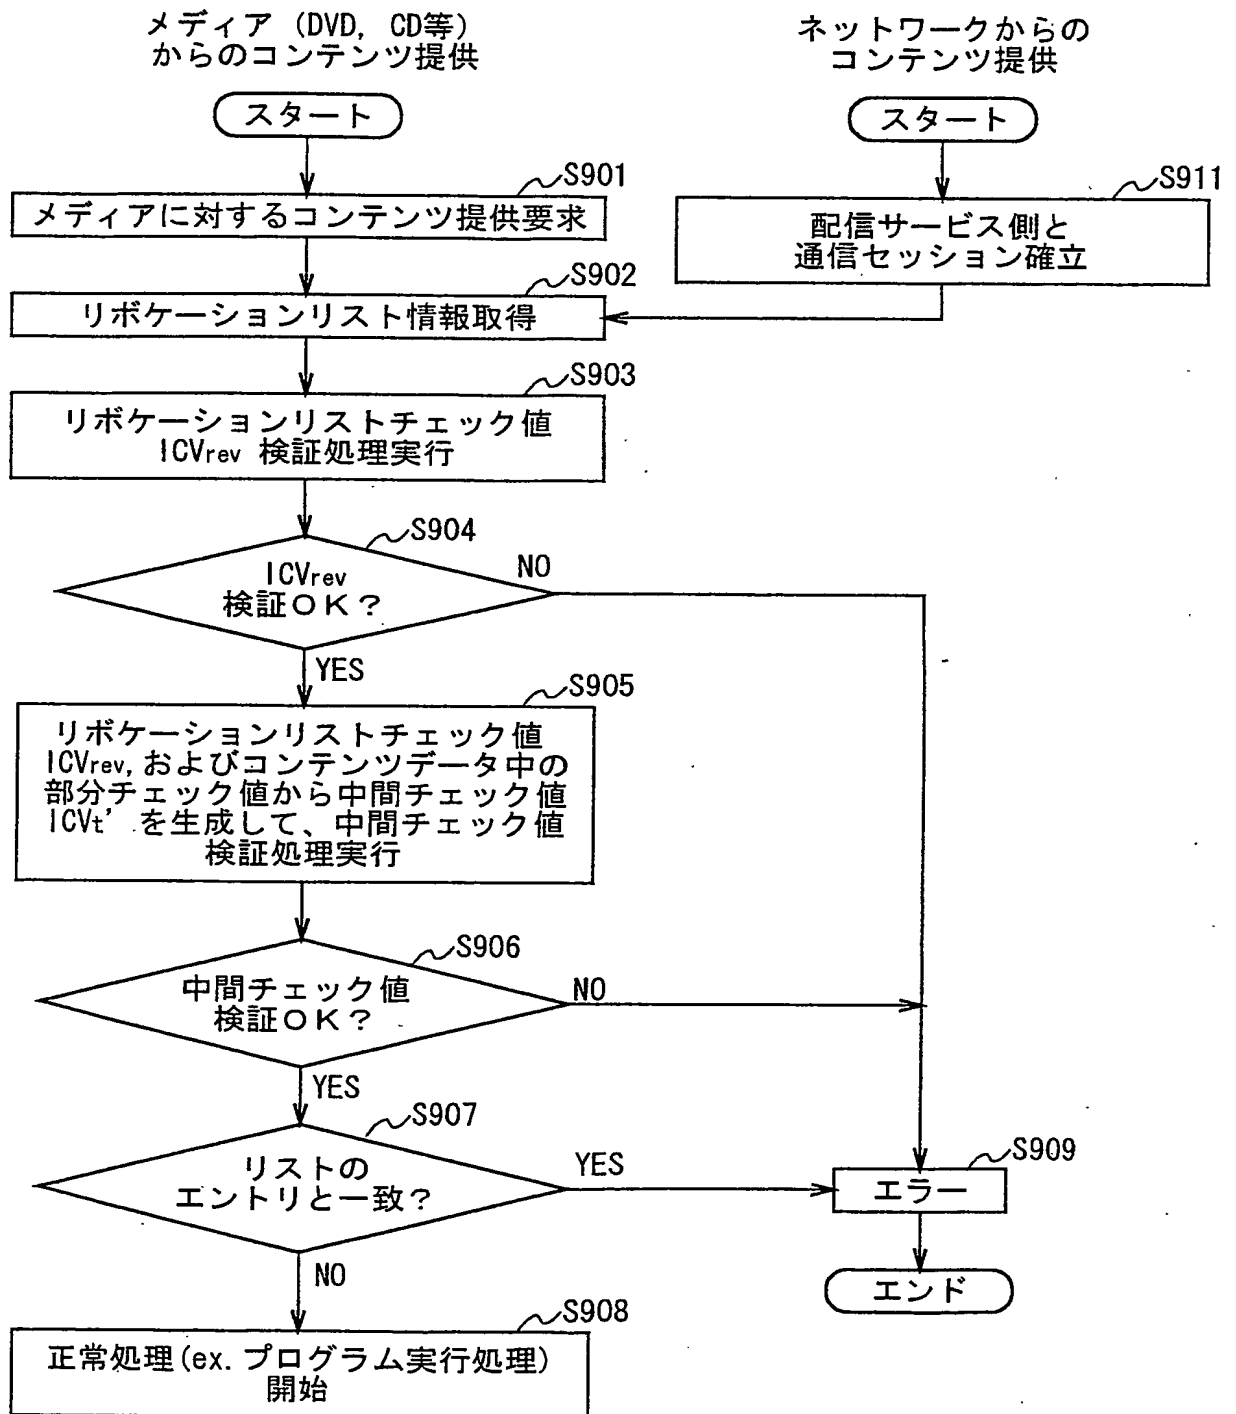 メディア (DVD, CD等)
からのコンテンツ提供
スタート
S901
メディアに対するコンテンツ提供要求
S902
リボケーションリスト情報取得
ネットワークからの
コンテンツ提供
スタート
S911
配信サービス側と
通信セッション確立
S903
リボケーションリストチェック値
ICVrev 検証処理実行
S904
ICVrev
検証OK?
NO
YES
S905
リボケーションリストチェック値
ICVrev, およびコンテンツデータ中の
部分チェック値から中間チェック値
ICVt' を生成して、中間チェック値
検証処理実行
S906
中間チェック値
検証OK?
NO
YES
S907
リストの
エントリと一致?
YES
NO
S909
エラー
エンド
S908
正常処理(ex. プログラム実行処理)
開始